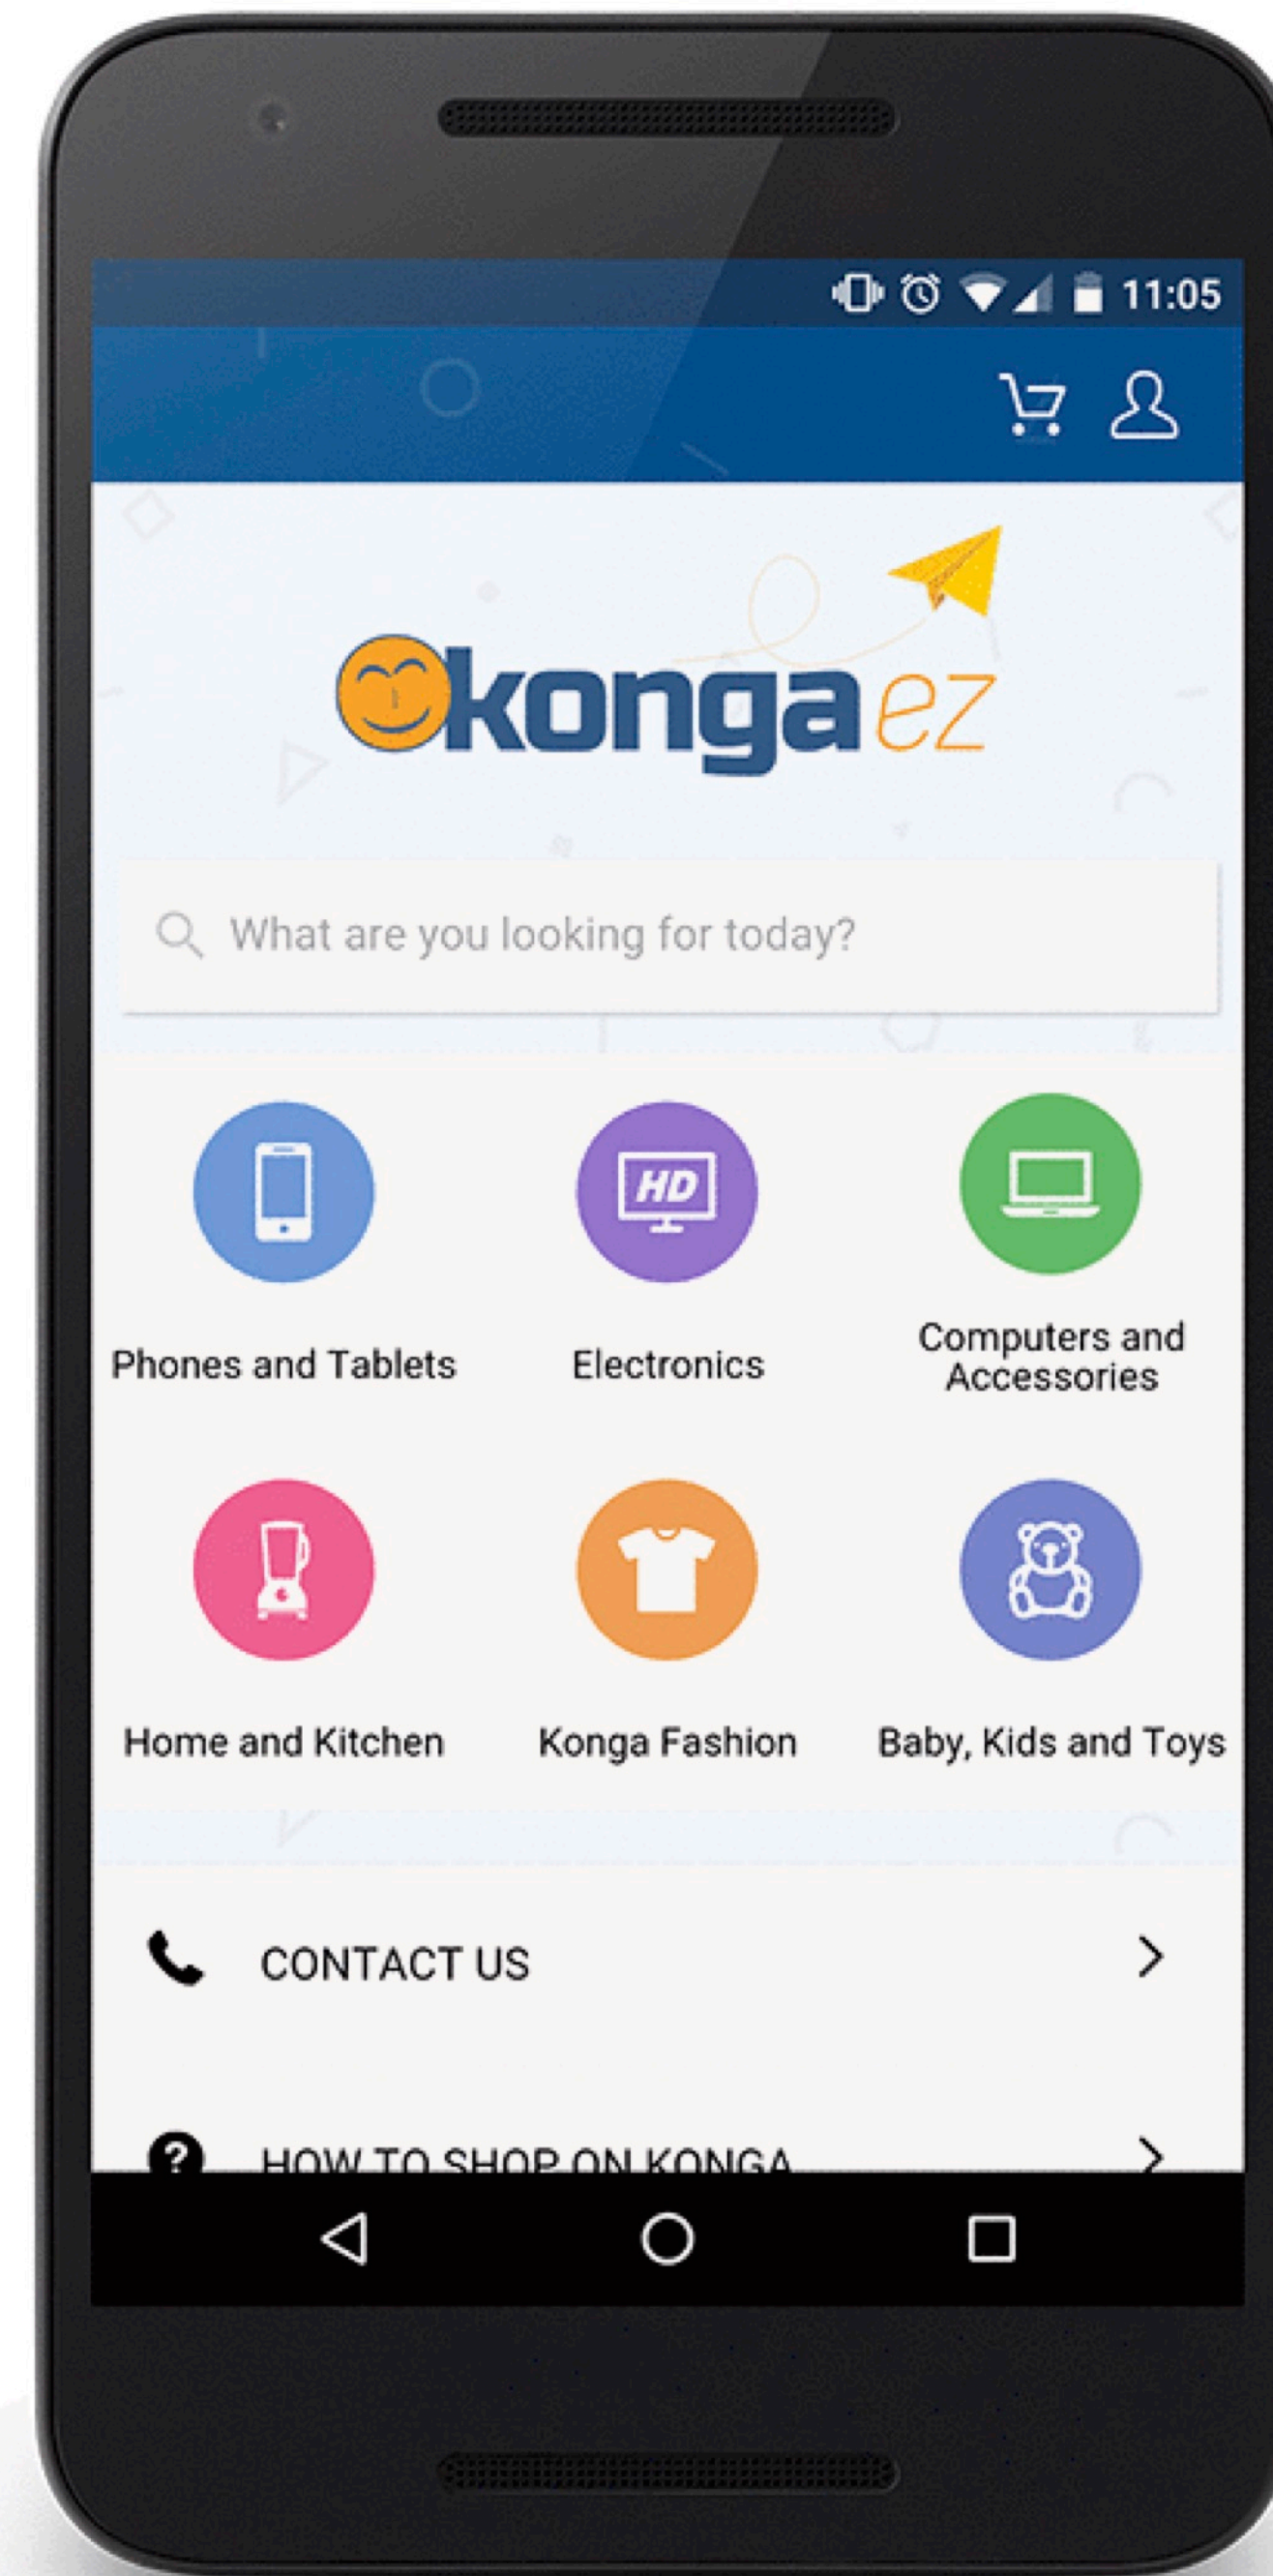 11:05
konga ez
What are you looking for today?
HD
Phones and Tablets
Electronics
Computers and
Accessories
Home and Kitchen
Konga Fashion
Baby, Kids and Toys
CONTACT US
?
HOW TO SHOP ON KONGA